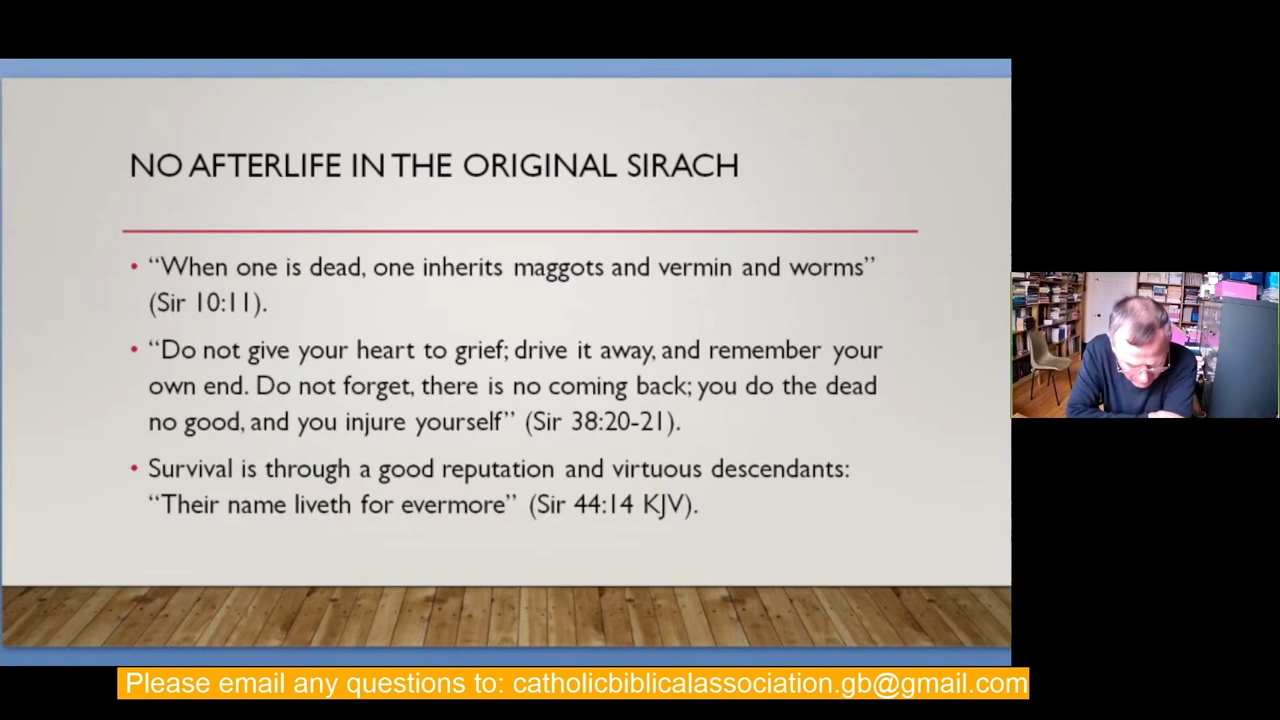 NO AFTERLIFE IN THE ORIGINAL SIRACH
• “When one is dead, one inherits maggots and vermin and worms”
(Sir 10:11).
• “Do not give your heart to grief; drive it away, and remember your
own end. Do not forget, there is no coming back; you do the dead
no good, and you injure yourself” (Sir 38:20-21).
• Survival is through a good reputation and virtuous descendants:
“Their name liveth for evermore” (Sir 44:14 KJV).
Please email any questions to: catholicbiblicalassociation.gb@gmail.com